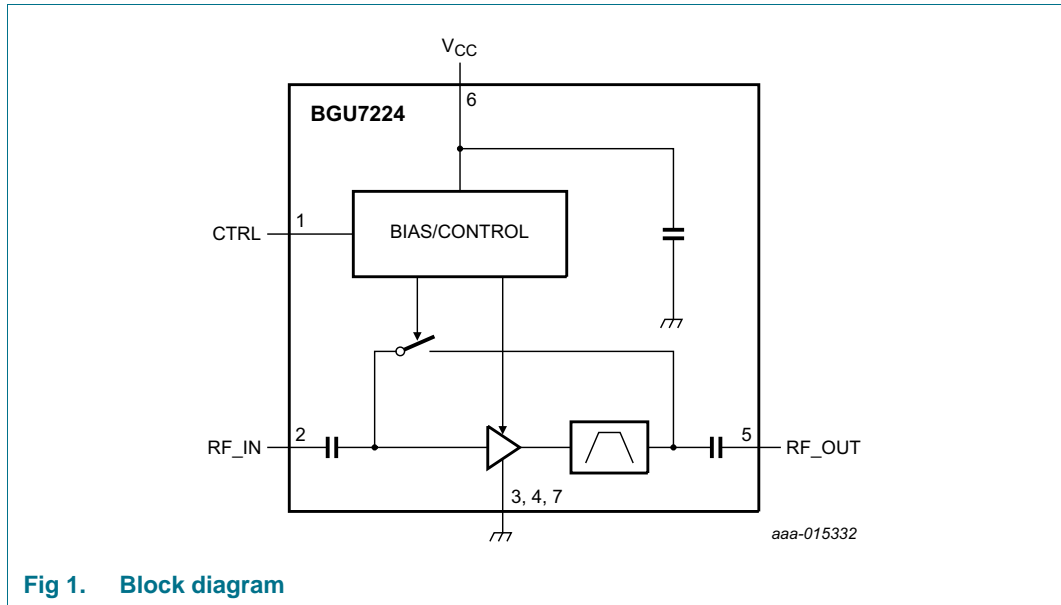 VCC
6
BGU7224
1
CTRL
BIAS/CONTROL
2
RF_IN
5
RF_OUT
3, 4, 7
aaa-015332
Fig 1. Block diagram